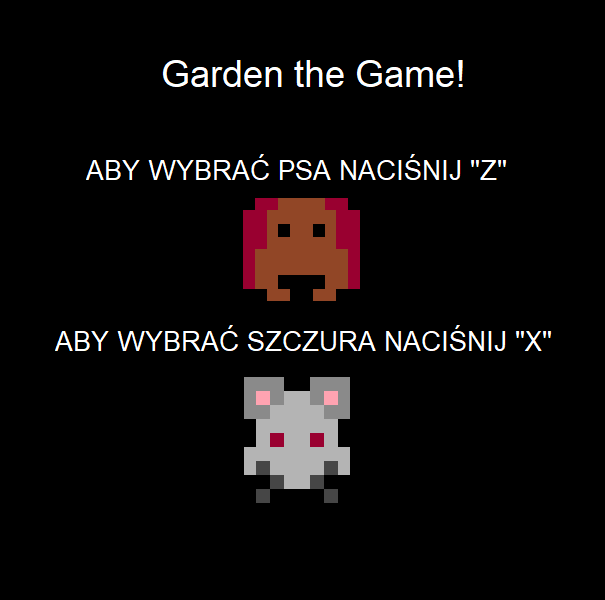 Garden the Game!
ABY WYBRAĆ PSA NACIŚNIJ "Z"
ABY WYBRAĆ SZCZURA NACIŚNIJ "X"